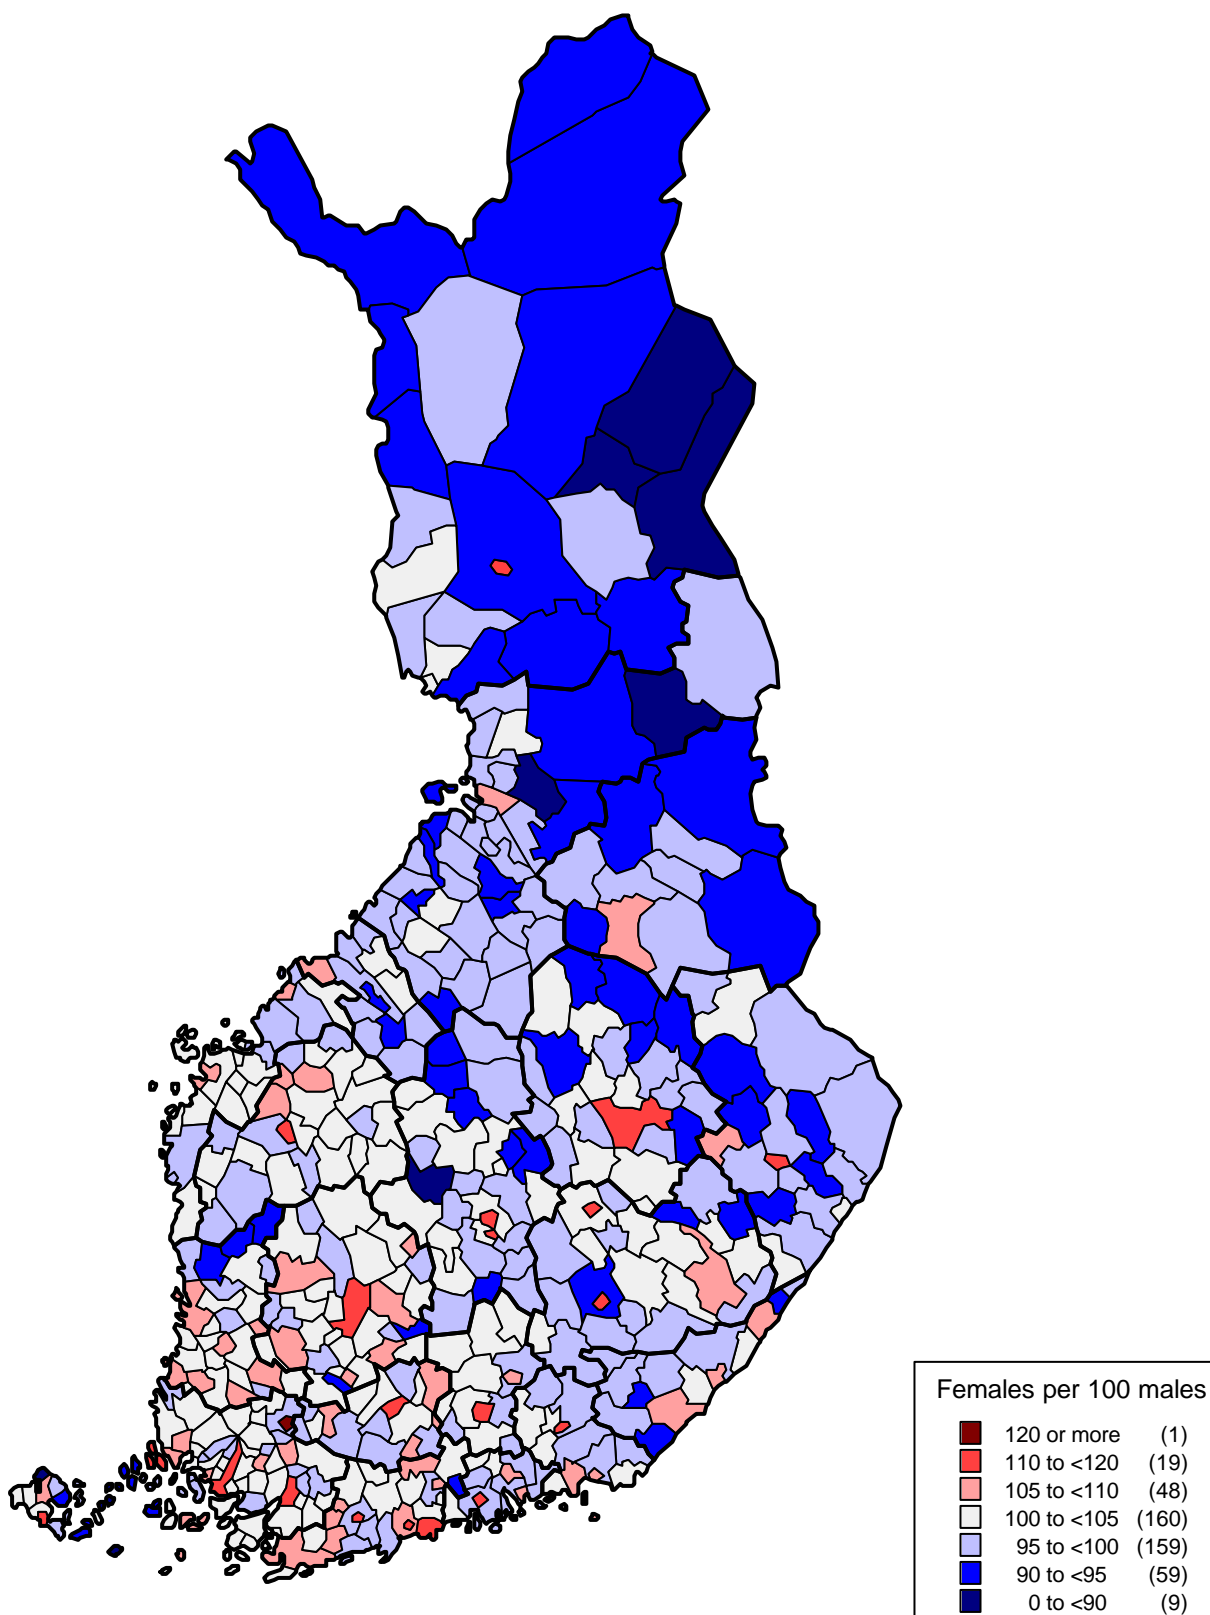 Females per 100 males
120 or more (1)
110 to <120 (19)
105 to <110 (48)
100 to <105 (160)
95 to <100 (159)
90 to <95 (59)
0 to <90 (9)